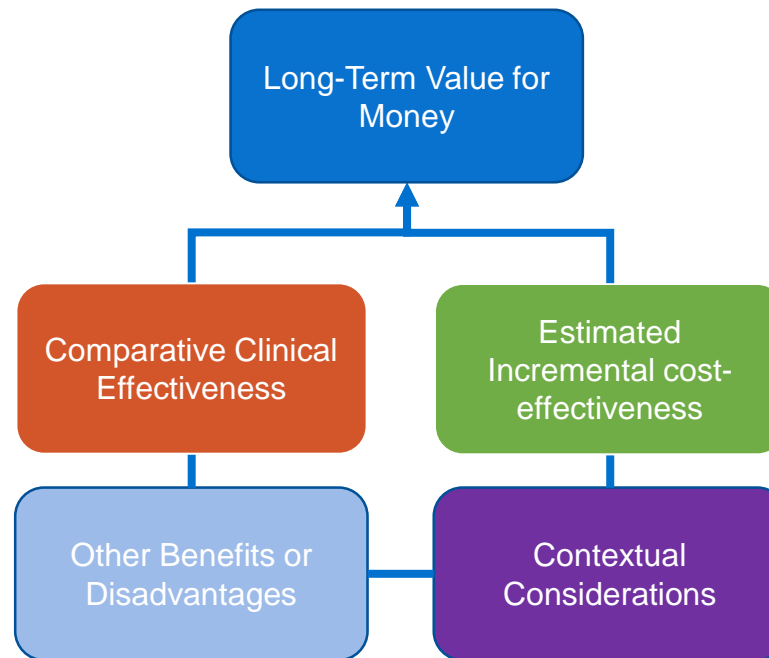 Long-Term Value for
Money
Comparative Clinical
Effectiveness
Estimated
Incremental cost-
effectiveness
Other Benefits or
Disadvantages
Contextual
Considerations